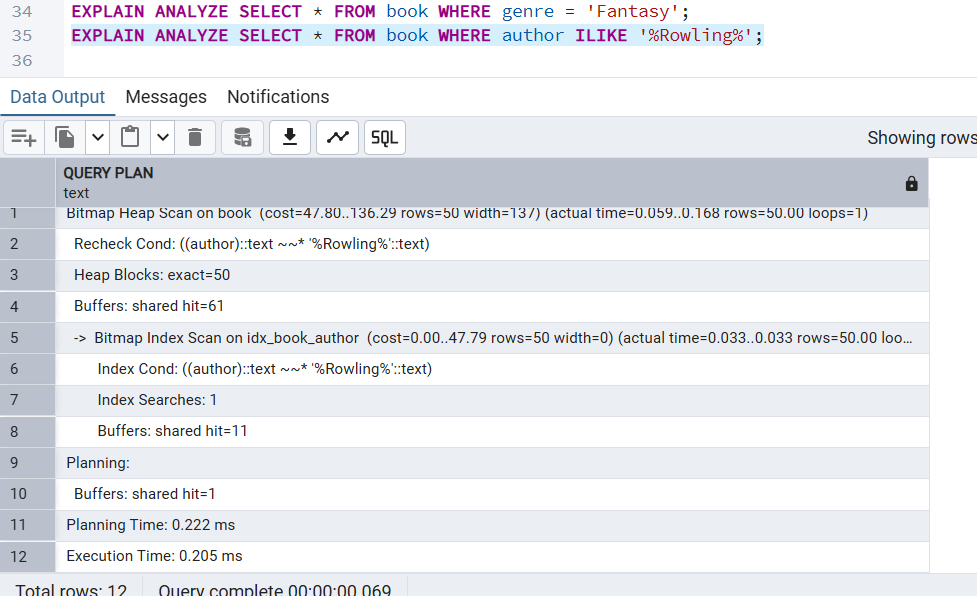 34 EXPLAIN ANALYZE SELECT * FROM book WHERE genre = 'Fantasy';
35 EXPLAIN ANALYZE SELECT * FROM book WHERE author ILIKE '%Rowling%';
36
Data Output Messages Notifications
SQL Showing rows
QUERY PLAN
text
1 Bitmap Heap Scan on book (cost=47.80..136.29 rows=50 width=137) (actual time=0.059..0.168 rows=50.00 loops=1)
2 Recheck Cond: ((author)::text ~~* '%Rowling%'::text)
3 Heap Blocks: exact=50
4 Buffers: shared hit=61
5 -> Bitmap Index Scan on idx_book_author (cost=0.00..47.79 rows=50 width=0) (actual time=0.033..0.033 rows=50.00 loo...
6 Index Cond: ((author)::text ~~* '%Rowling%'::text)
7 Index Searches: 1
8 Buffers: shared hit=11
9 Planning:
10 Buffers: shared hit=1
11 Planning Time: 0.222 ms
12 Execution Time: 0.205 ms
Total rows: 12 Query complete 00:00:00.069